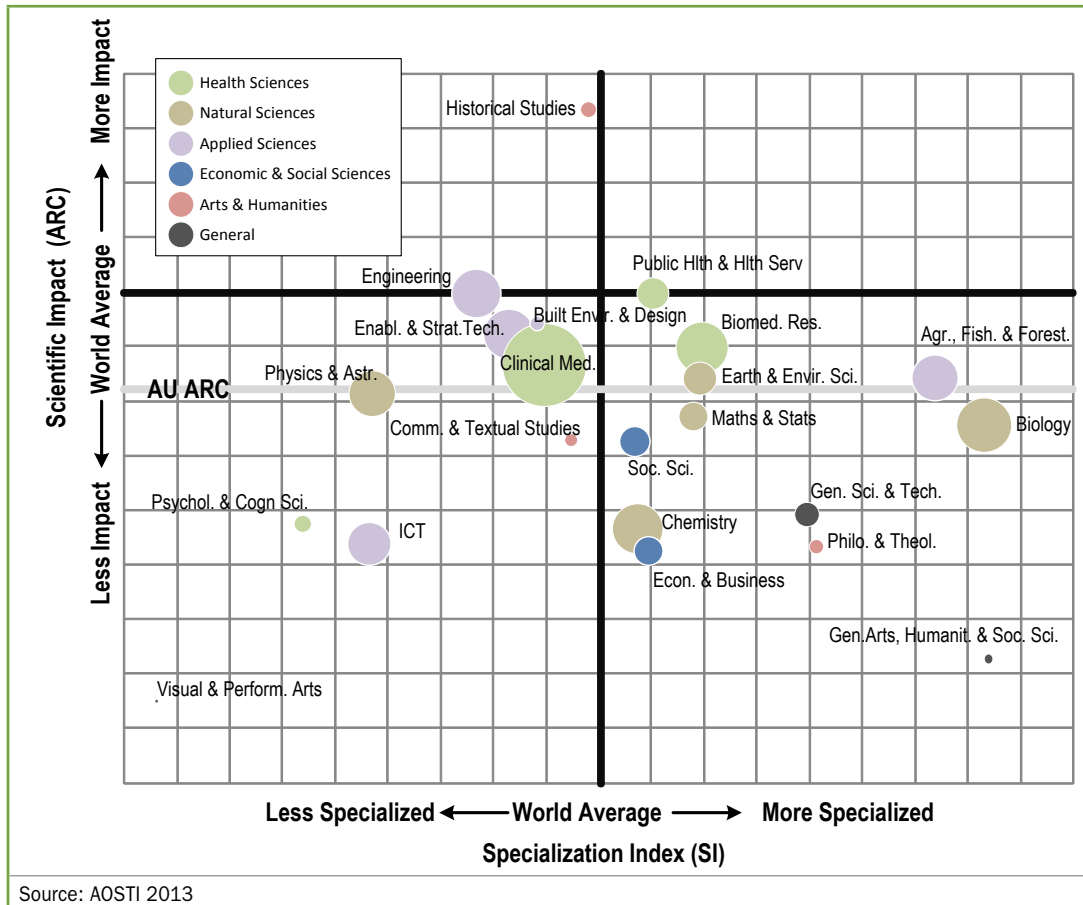 Health Sciences
Natural Sciences
Applied Sciences
Economic & Social Sciences
Arts & Humanities
General
Scientific Impact (ARC)
Less Impact
World Average
More Impact
Historical Studies
Public Hlth & Hlth Serv
Engineering
Built Envir. & Design
Enabl. & Strat.Tech.
Biomed. Res.
Agr., Fish. & Forest.
Clinical Med.
Physics & Astr.
Earth & Envir. Sci.
AU ARC
Maths & Stats
Comm. & Textual Studies
Biology
Soc. Sci.
Gen. Sci. & Tech.
Psychol. & Cogn Sci.
Chemistry
ICT
Philo. & Theol.
Econ. & Business
Gen.Arts, Humanit. & Soc. Sci.
Visual & Perform. Arts
Less Specialized
World Average
More Specialized
Specialization Index (SI)
Source: AOSTI 2013